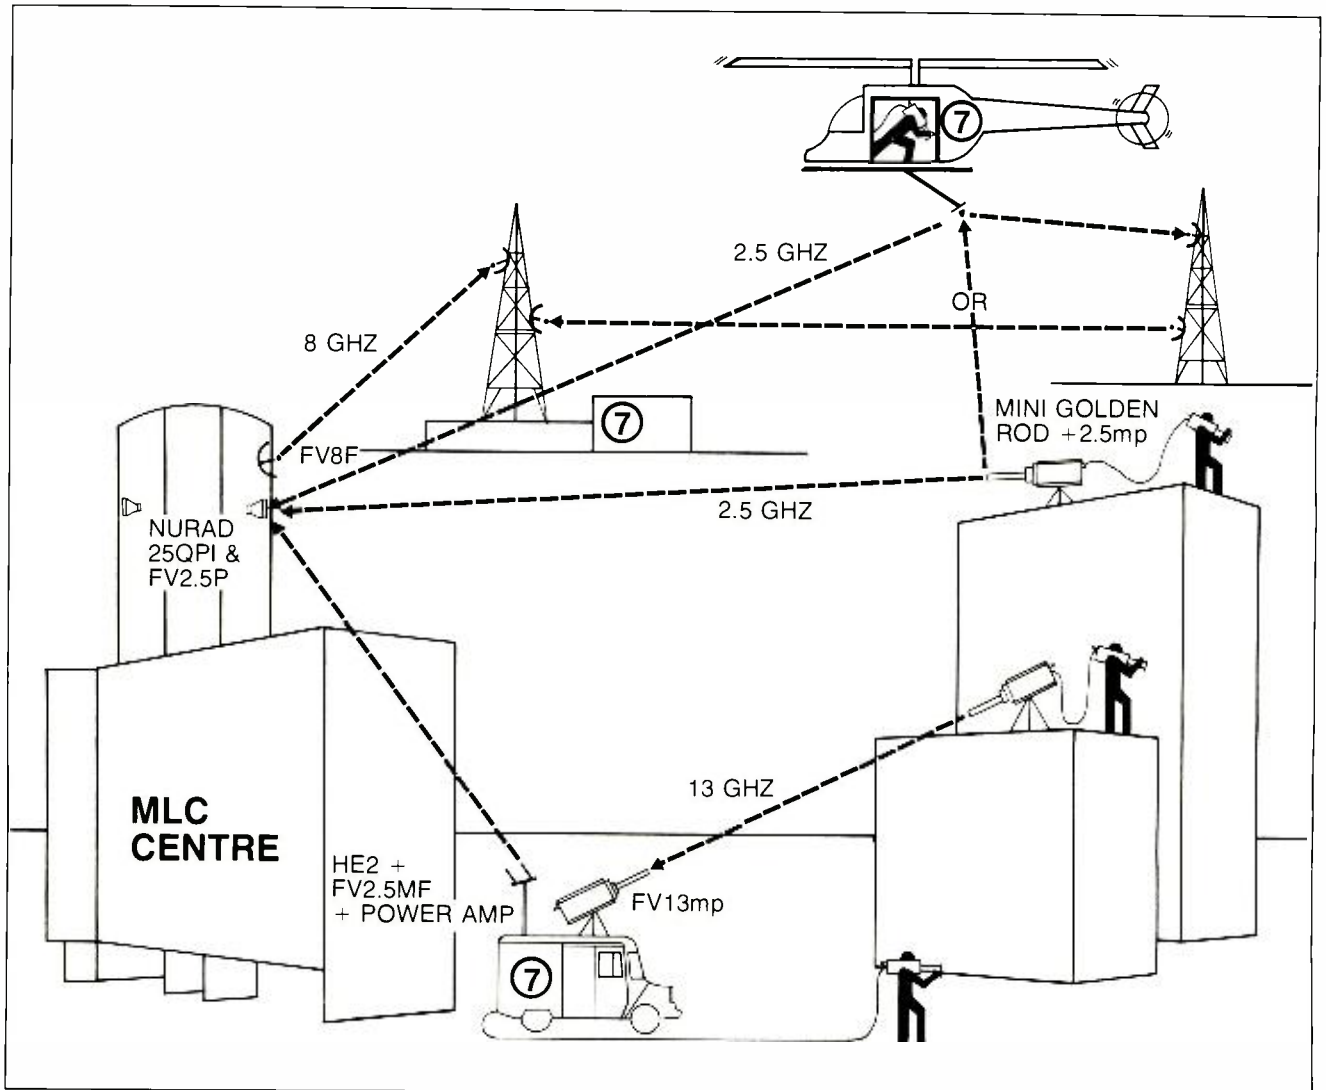 7
2.5 GHZ
OR
8 GHZ
MINI GOLDEN
ROD +2.5mp
7
FV8F
2.5 GHZ
NURAD
25QPI &
FV2.5P
13 GHZ
MLC
CENTRE
HE2 +
FV2.5MF
+ POWER AMP
FV13mp
7